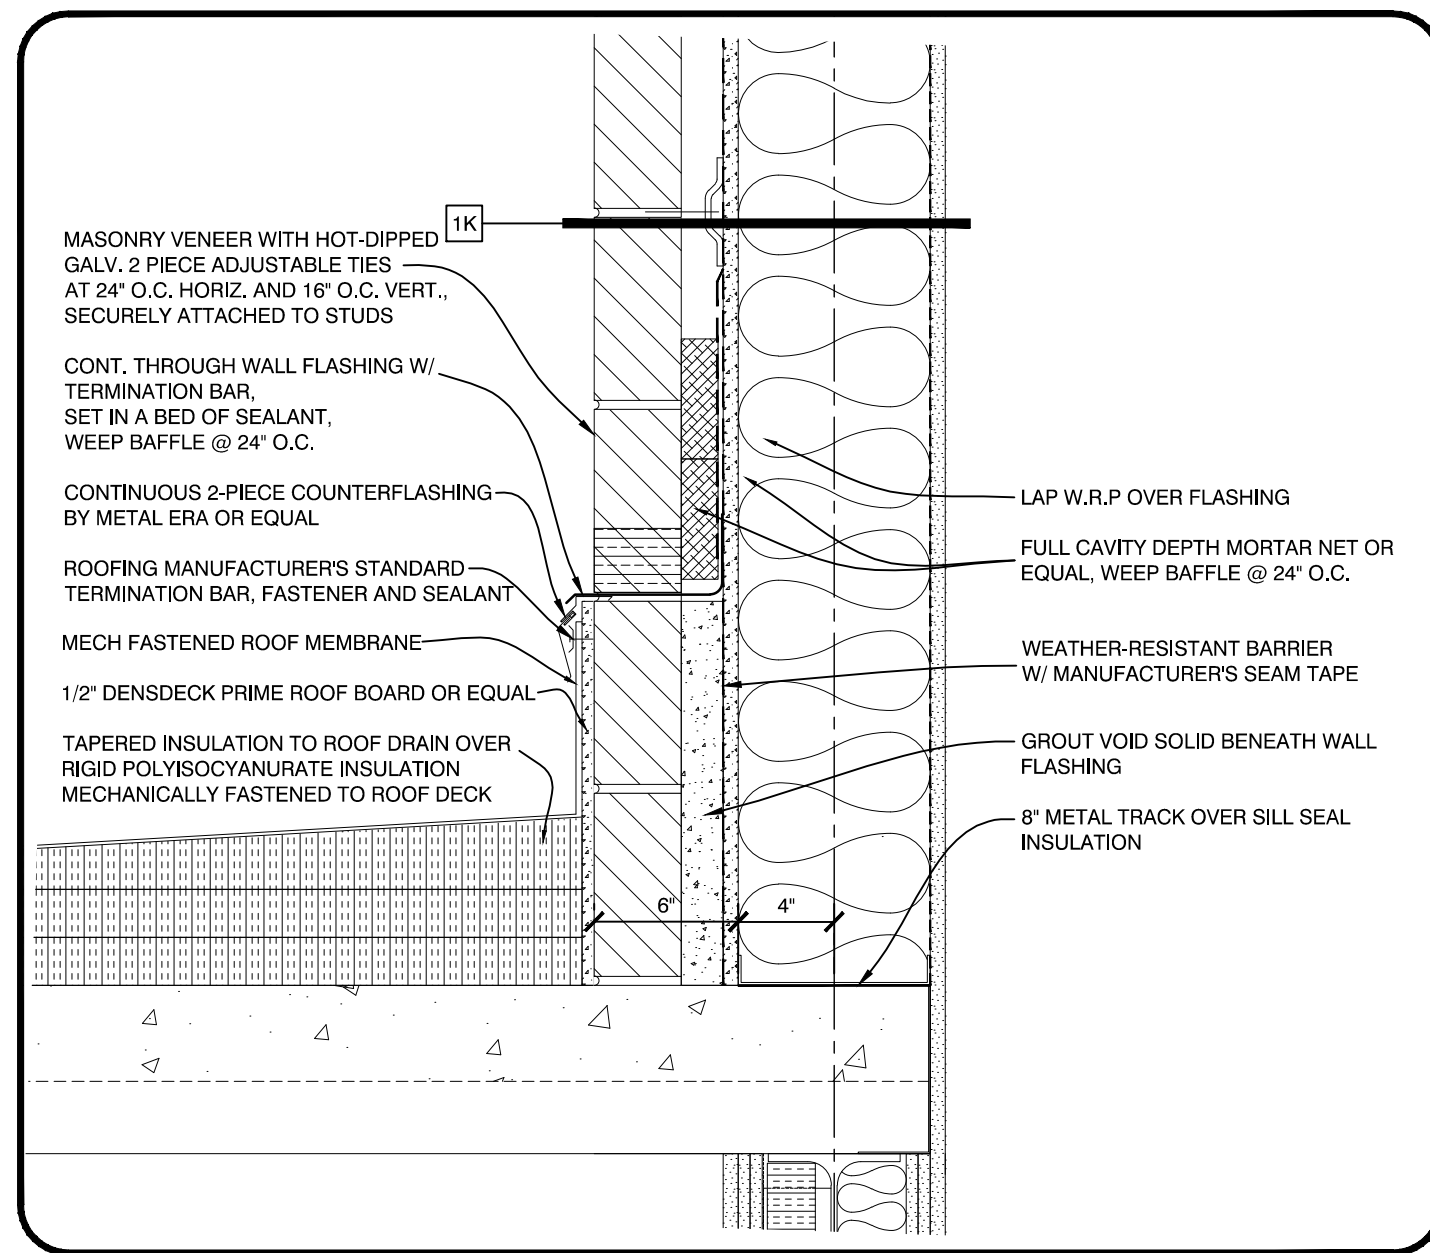 1K
MASONRY VENEER WITH HOT-DIPPED
GALV. 2 PIECE ADJUSTABLE TIES
AT 24" O.C. HORIZ. AND 16" O.C. VERT.,
SECURELY ATTACHED TO STUDS
CONT. THROUGH WALL FLASHING W/
TERMINATION BAR,
SET IN A BED OF SEALANT,
WEEP BAFFLE @ 24" O.C.
CONTINUOUS 2-PIECE COUNTERFLASHING
BY METAL ERA OR EQUAL
ROOFING MANUFACTURER'S STANDARD
TERMINATION BAR, FASTENER AND SEALANT
MECH FASTENED ROOF MEMBRANE
1/2" DENSDECK PRIME ROOF BOARD OR EQUAL
TAPERED INSULATION TO ROOF DRAIN OVER
RIGID POLYISOCYANURATE INSULATION
MECHANICALLY FASTENED TO ROOF DECK
6"
4"
LAP W.R.P OVER FLASHING
FULL CAVITY DEPTH MORTAR NET OR
EQUAL, WEEP BAFFLE @ 24" O.C.
WEATHER-RESISTANT BARRIER
W/ MANUFACTURER'S SEAM TAPE
GROUT VOID SOLID BENEATH WALL
FLASHING
8" METAL TRACK OVER SILL SEAL
INSULATION